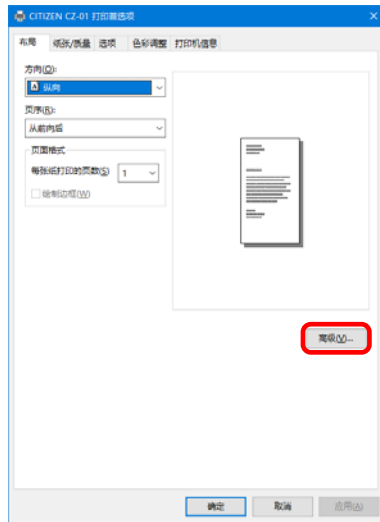 CITIZEN CZ-01 打印首选项
布局 纸张/质量 选项 色彩调整 打印机信息
方向(O):
纵向
页序(R):
从前向后
页面格式
每张纸打印的页数(S) 1
绘制边框(W)
高级(V)...
确定 取消 应用(A)